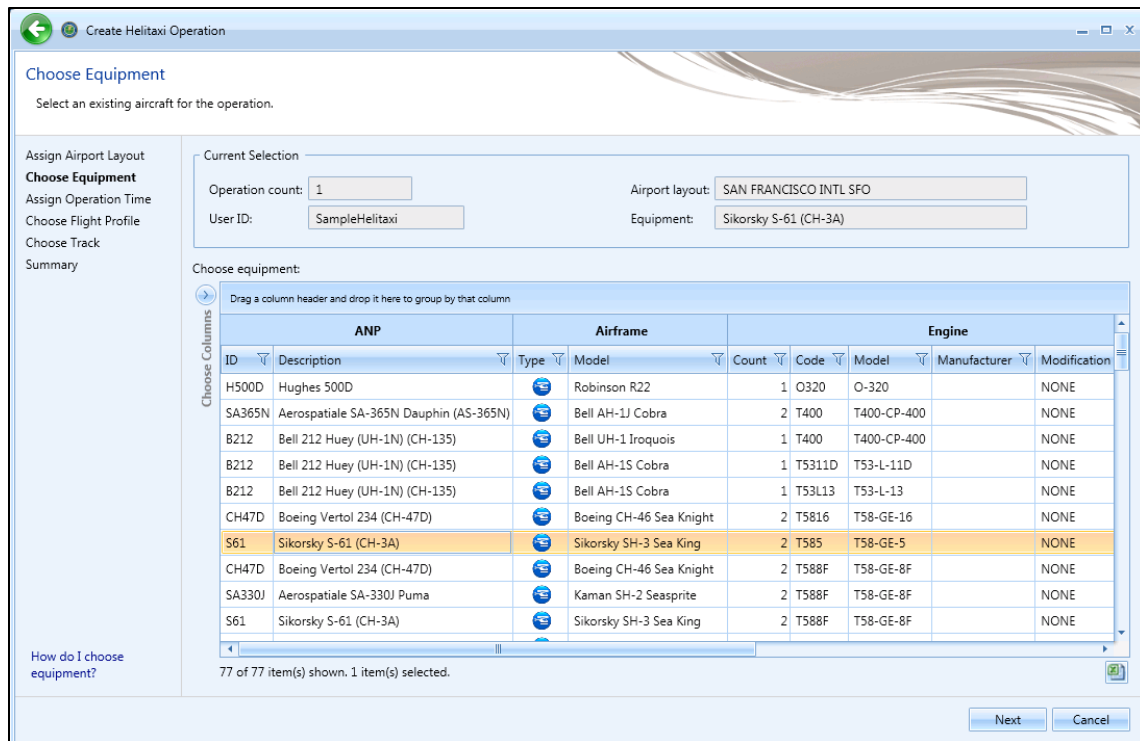 Create Helitaxi Operation
Choose Equipment
Select an existing aircraft for the operation.
Assign Airport Layout
Choose Equipment
Assign Operation Time
Choose Flight Profile
Choose Track
Summary
How do I choose
equipment?
Current Selection
Operation count: 1 Airport layout: SAN FRANCISCO INTL SFO
User ID: SampleHelitaxi Equipment: Sikorsky S-61 (CH-3A)
Choose equipment:
Choose Columns
Drag a column header and drop it here to group by that column
ANP Airframe Engine
ID Description Type Model Count Code Model Manufacturer Modification
H500D Hughes 500D Robinson R22 1 O320 O-320 NONE
SA365N Aerospatiale SA-365N Dauphin (AS-365N) Bell AH-1J Cobra 2 T400 T400-CP-400 NONE
B212 Bell 212 Huey (UH-1N) (CH-135) Bell UH-1 Iroquois 1 T400 T400-CP-400 NONE
B212 Bell 212 Huey (UH-1N) (CH-135) Bell AH-1S Cobra 1 T5311D T53-L-11D NONE
B212 Bell 212 Huey (UH-1N) (CH-135) Bell AH-1S Cobra 1 T53L13 T53-L-13 NONE
CH47D Boeing Vertol 234 (CH-47D) Boeing CH-46 Sea Knight 2 T5816 T58-GE-16 NONE
S61 Sikorsky S-61 (CH-3A) Sikorsky SH-3 Sea King 2 T585 T58-GE-5 NONE
CH47D Boeing Vertol 234 (CH-47D) Boeing CH-46 Sea Knight 2 T588F T58-GE-8F NONE
SA330J Aerospatiale SA-330J Puma Kaman SH-2 Seasprite 2 T588F T58-GE-8F NONE
S61 Sikorsky S-61 (CH-3A) Sikorsky SH-3 Sea King 2 T588F T58-GE-8F NONE
77 of 77 item(s) shown. 1 item(s) selected.
Next Cancel